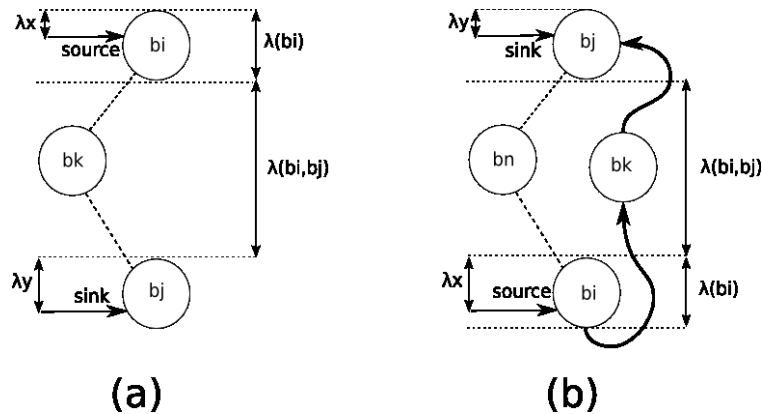 λx
source
bi
λ(bi)
bk
λ(bi,bj)
λy
sink
bj
(a)
λy
sink
bj
bn
bk
λ(bi,bj)
λx
source
bi
λ(bi)
(b)